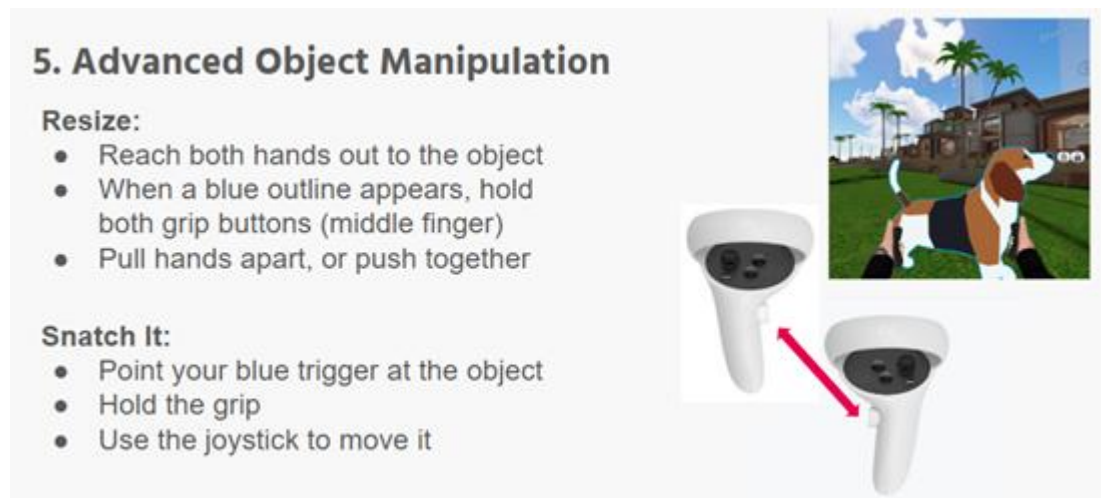 5. Advanced Object Manipulation
Resize:
● Reach both hands out to the object
● When a blue outline appears, hold
both grip buttons (middle finger)
● Pull hands apart, or push together
Snatch It:
● Point your blue trigger at the object
● Hold the grip
● Use the joystick to move it